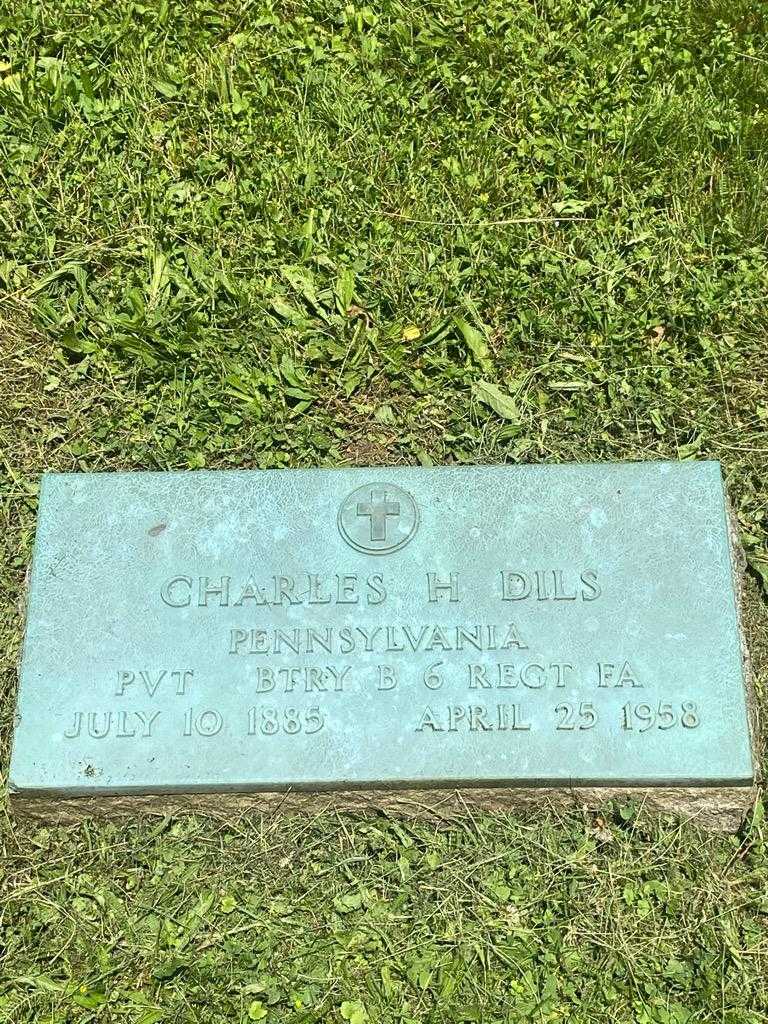 CHARLES H DILS
PENNSYLVANIA
PVT BTRY B 6 REGT FA
JULY 10 1885 APRIL 25 1958